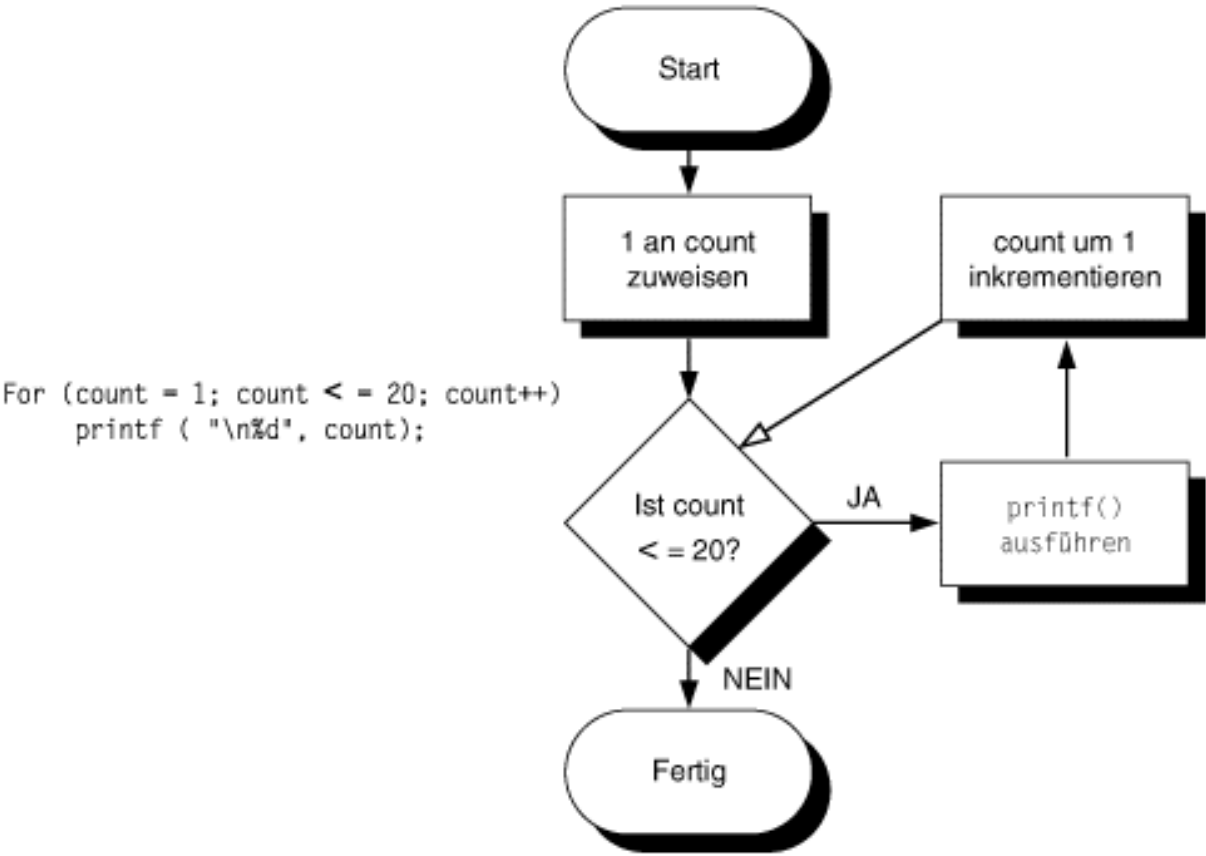 Start
1 an count
zuweisen
count um 1
inkrementieren
For (count = 1; count < = 20; count++)
printf ( "\n%d", count);
Ist count
< = 20?
JA
printf()
ausführen
NEIN
Fertig